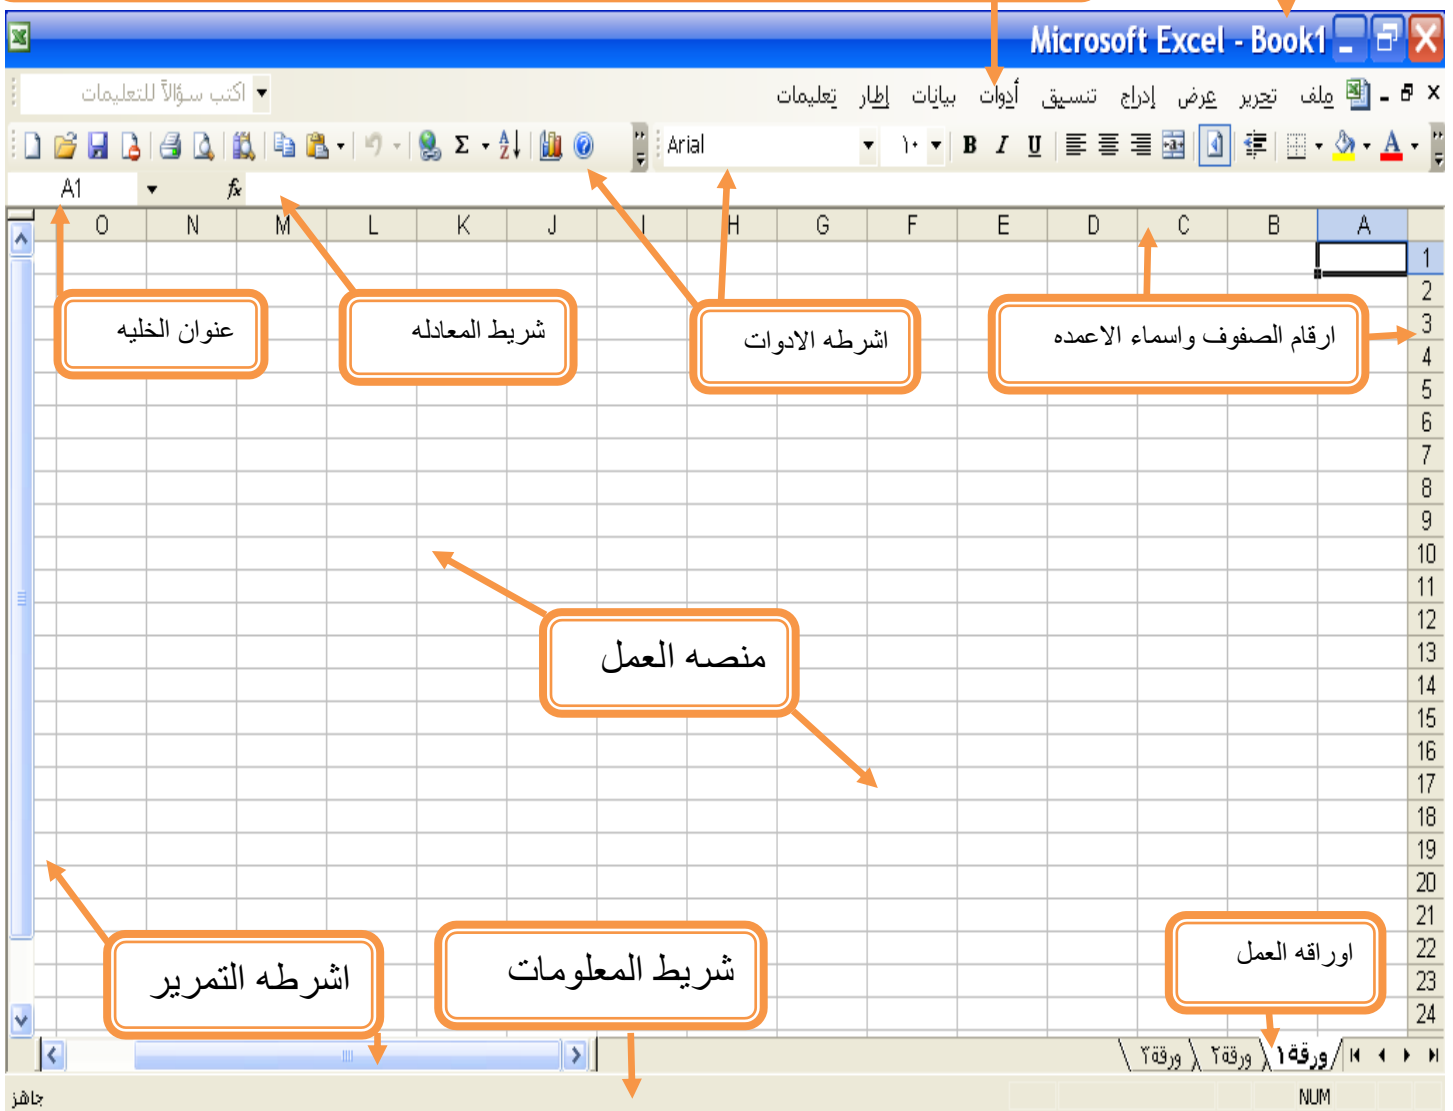 Microsoft Excel - Book1
ملف تحرير عرض إدراج تنسيق أدوات بيانات إطار تعليمات
اكتب سؤالاً للتعليمات
Arial ١٠ B I U A
A1 fx
O N M L K J I H G F E D C B A
1
2
3
4
5
6
7
8
9
10
11
12
13
14
15
16
17
18
19
20
21
22
23
24
ارقام الصفوف واسماء الاعمده
اشرطه الادوات
شريط المعادله
عنوان الخليه
منصه العمل
اوراقه العمل
شريط المعلومات
اشرطه التمرير
ورقة١ ورقة٢ ورقة٣
جاهز
NUM